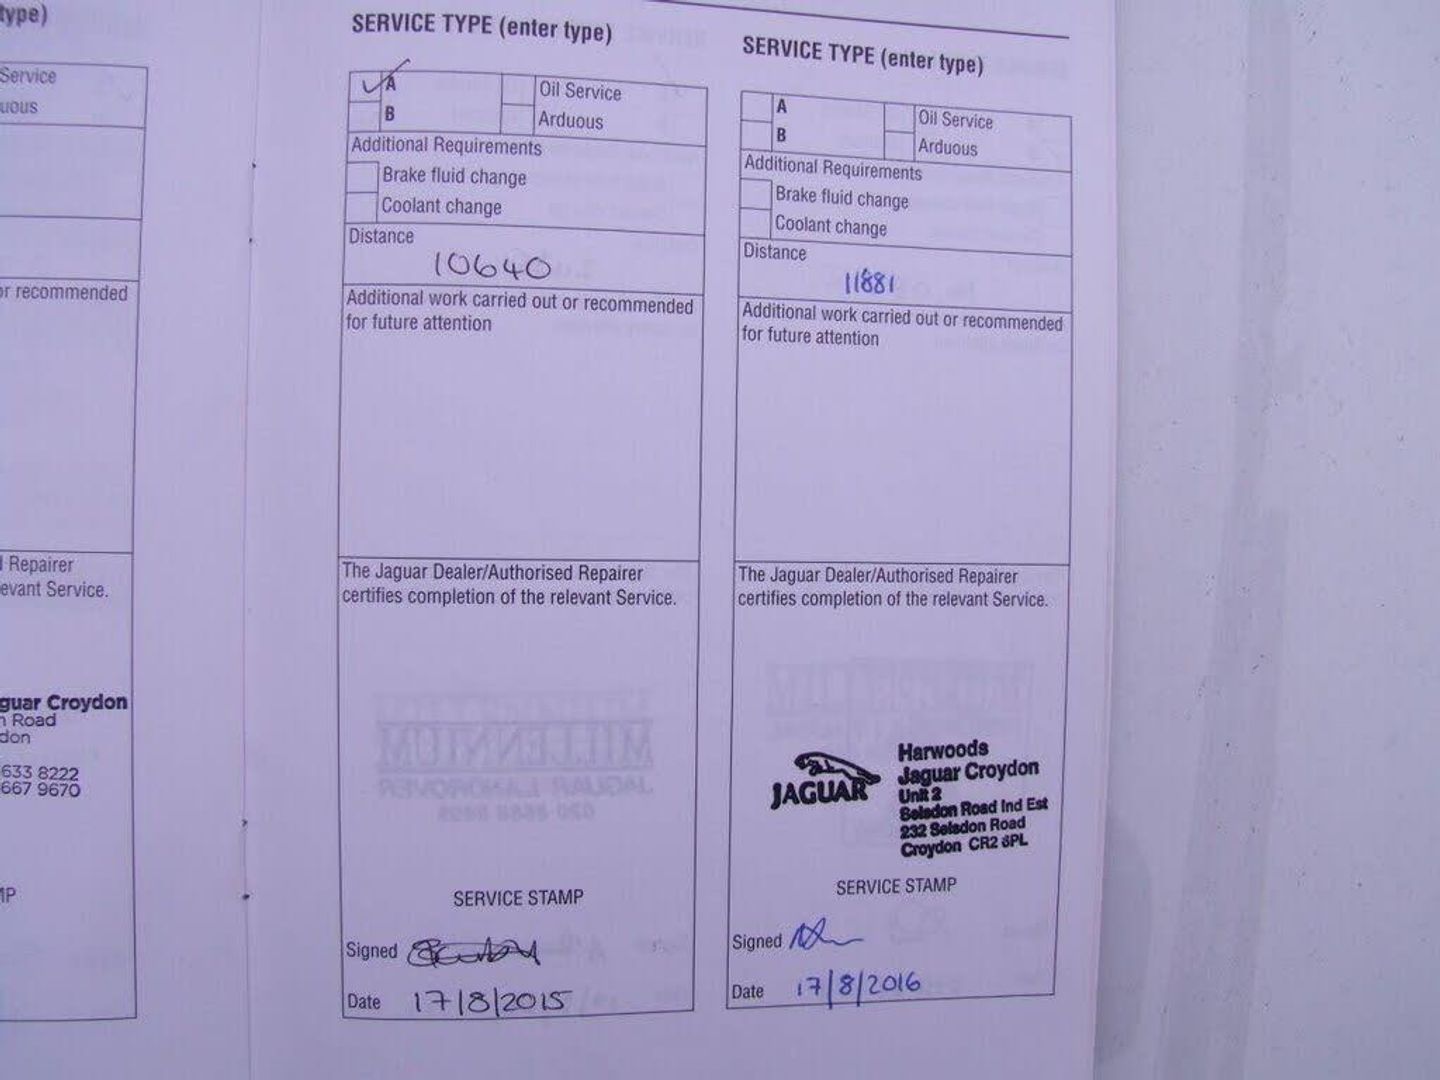 type)
Service
uous
or recommended
Repairer
evant Service.
guar Croydon
n Road
don
633 8222
667 9670
MP
SERVICE TYPE (enter type)
A
Oil Service
B
Arduous
Additional Requirements
Brake fluid change
Coolant change
Distance
10640
Additional work carried out or recommended
for future attention
The Jaguar Dealer/Authorised Repairer
certifies completion of the relevant Service.
MILLENNIUM
JAGUAR LANDROVER
SERVICE STAMP
Signed
Date 17/8/2015
SERVICE TYPE (enter type)
A
Oil Service
B
Arduous
Additional Requirements
Brake fluid change
Coolant change
Distance
11881
Additional work carried out or recommended
for future attention
The Jaguar Dealer/Authorised Repairer
certifies completion of the relevant Service.
JAGUAR
Harwoods
Jaguar Croydon
Unit 2
Selsdon Road Ind Est
232 Selsdon Road
Croydon CR2 6PL
SERVICE STAMP
Signed
Date 17/8/2016